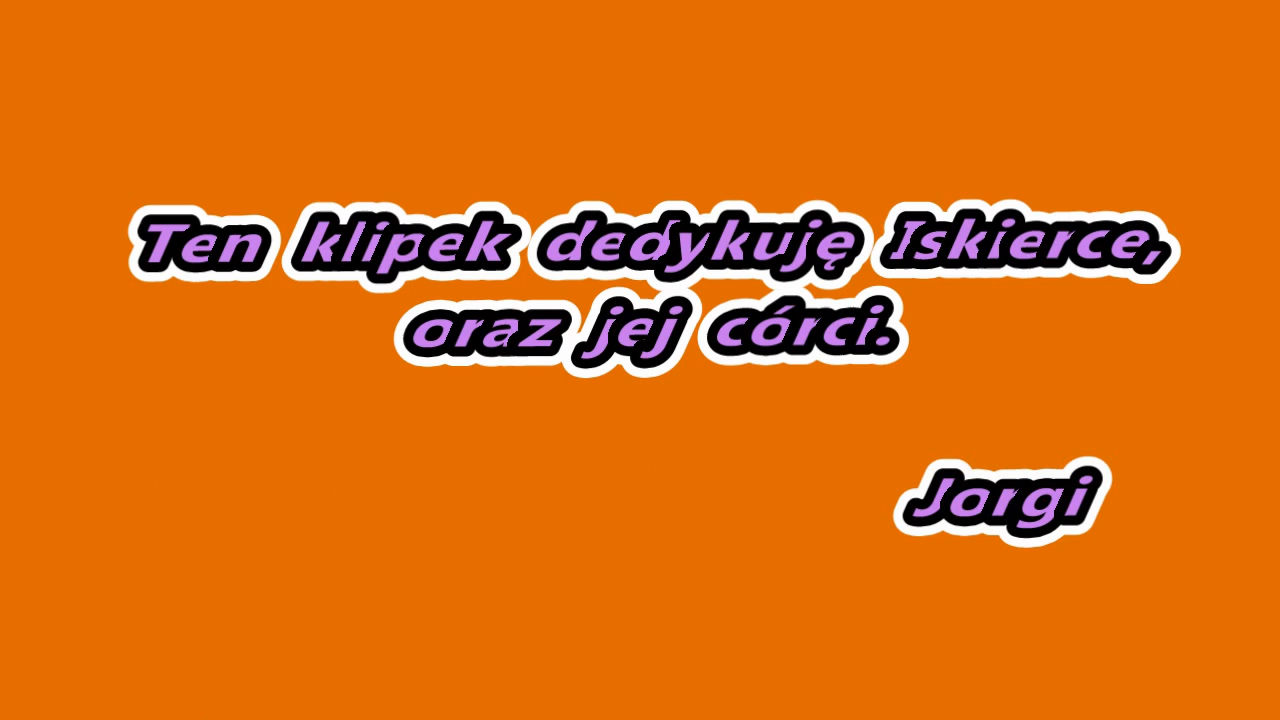 Ten klipek dedykuję Iskierce,
oraz jej córci.
Jorgi